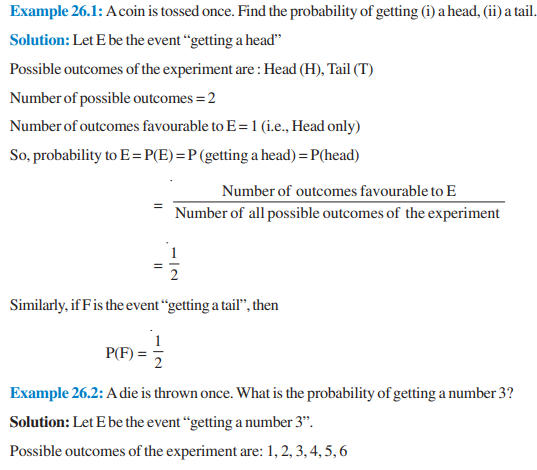 Example 26.1: A coin is tossed once. Find the probability of getting (i) a head, (ii) a tail.
Solution: Let E be the event “getting a head”
Possible outcomes of the experiment are : Head (H), Tail (T)
Number of possible outcomes = 2
Number of outcomes favourable to E = 1 (i.e., Head only)
So, probability to E = P(E) = P (getting a head) = P(head)
= Number of outcomes favourable to E / Number of all possible outcomes of the experiment
= 1/2
Similarly, if F is the event “getting a tail”, then
P(F) = 1/2
Example 26.2: A die is thrown once. What is the probability of getting a number 3?
Solution: Let E be the event “getting a number 3”.
Possible outcomes of the experiment are: 1, 2, 3, 4, 5, 6